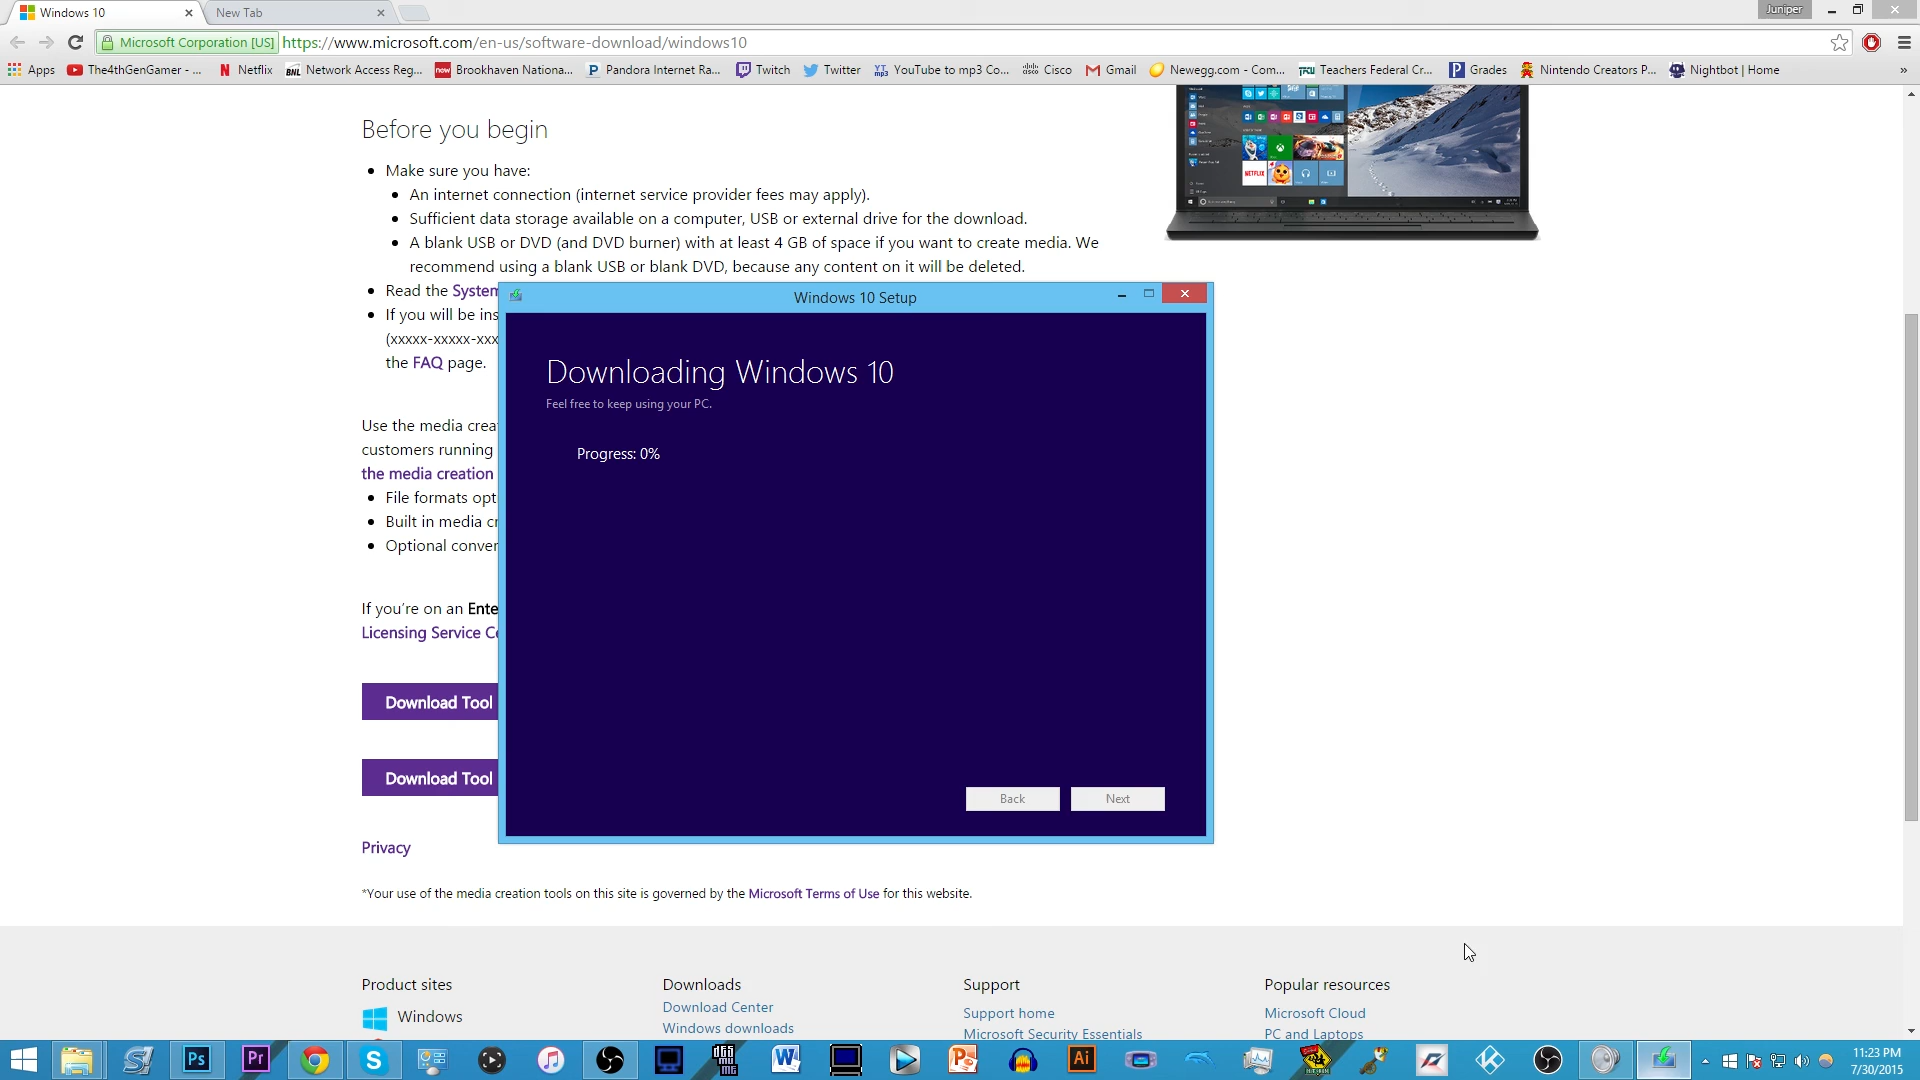 Windows 10
New Tab
Juniper
Microsoft Corporation [US]
https://www.microsoft.com/en-us/software-download/windows10
Apps
The4thGenGamer - ...
Netflix
BNL Network Access Reg...
now Brookhaven Nationa...
Pandora Internet Ra...
Twitch
Twitter
YouTube to mp3 Co...
Cisco
Gmail
Newegg.com - Com...
TFCU Teachers Federal Cr...
Grades
Nintendo Creators P...
Nightbot | Home
»
Before you begin
Make sure you have:
An internet connection (internet service provider fees may apply).
Sufficient data storage available on a computer, USB or external drive for the download.
A blank USB or DVD (and DVD burner) with at least 4 GB of space if you want to create media. We
recommend using a blank USB or blank DVD, because any content on it will be deleted.
Read the System
If you will be ins
(xxxxx-xxxxx-xxx
the FAQ page.
Use the media crea
customers running
the media creation
File formats opt
Built in media cr
Optional conver
If you're on an Ente
Licensing Service Ce
Download Tool
Download Tool
Privacy
*Your use of the media creation tools on this site is governed by the Microsoft Terms of Use for this website.
Windows 10 Setup
Downloading Windows 10
Feel free to keep using your PC.
Progress: 0%
Back
Next
NETFLIX
Product sites
Windows
Downloads
Download Center
Windows downloads
Support
Support home
Microsoft Security Essentials
Popular resources
Microsoft Cloud
PC and Laptops
Ps
Pr
Ai
11:23 PM
7/30/2015